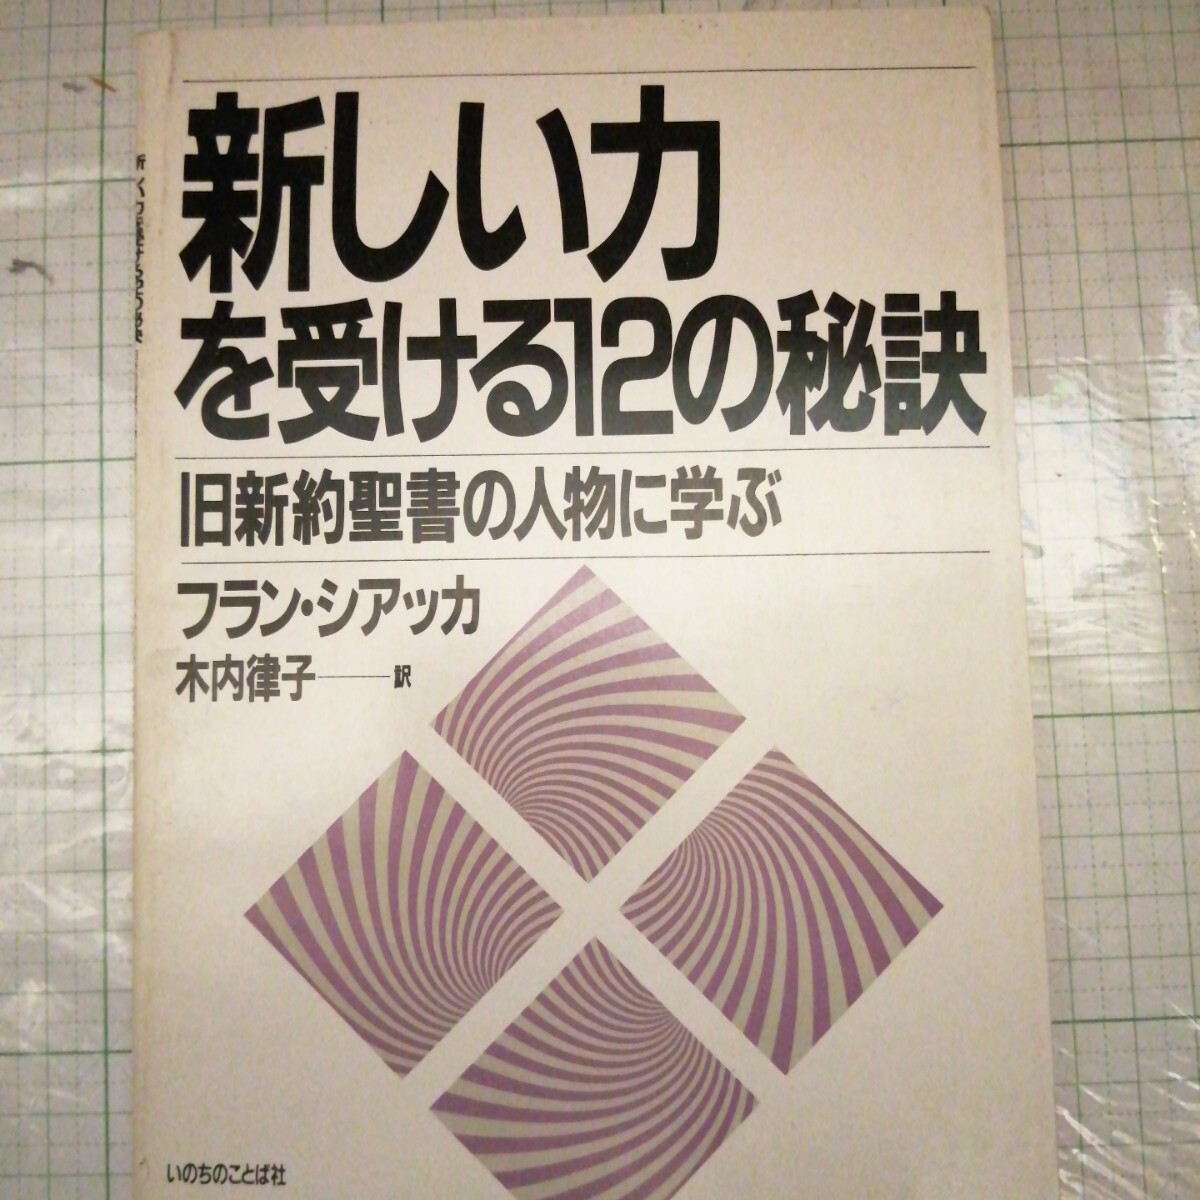 新しい力
を受ける12の秘訣
旧新約聖書の人物に学ぶ
フラン・シアッカ
木内律子――訳
いのちのことば社